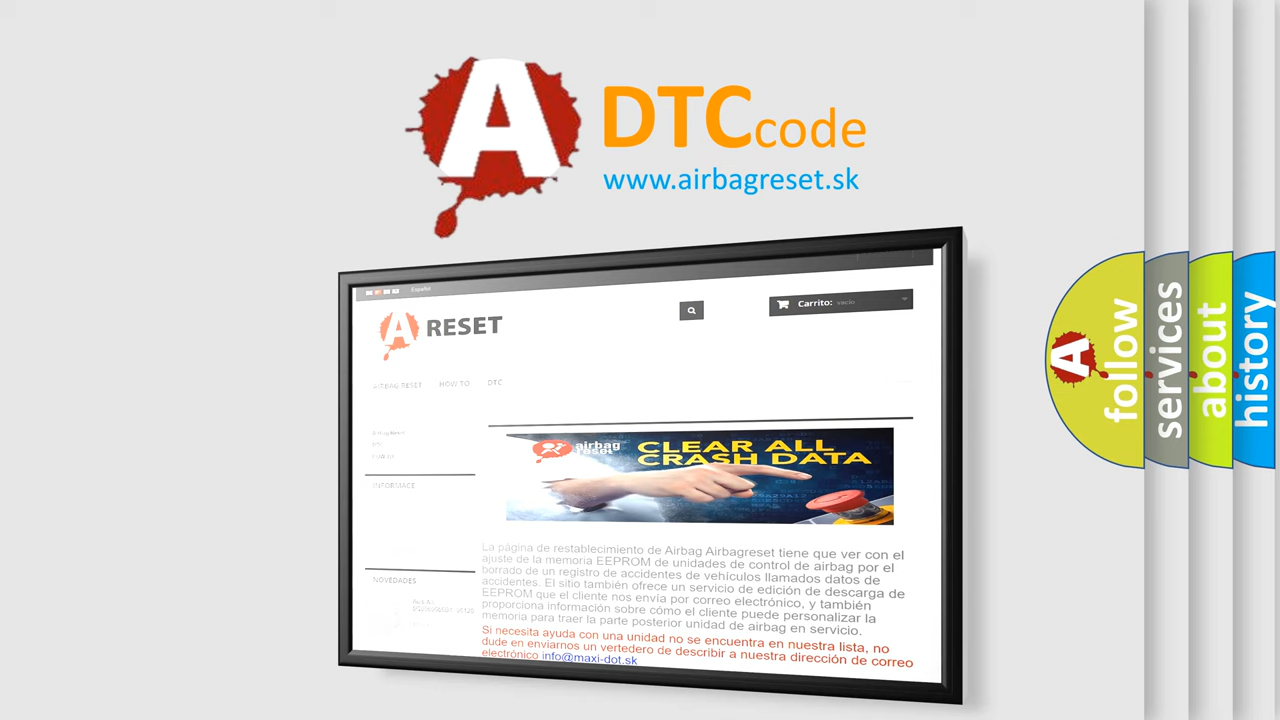 A
DTC code
www.airbagreset.sk
Español
A RESET
Carrito: vacío
AIRBAG RESET HOW TO DTC
airbag
reset
CLEAR ALL
CRASH DATA
INFORMACE
NOVEDADES
La página de restablecimiento de Airbag Airbagreset tiene que ver con el
ajuste de la memoria EEPROM de unidades de control de airbag por el
borrado de un registro de accidentes de vehículos llamados datos de
accidentes. El sitio también ofrece un servicio de edición de descarga de
EEPROM que el cliente nos envía por correo electrónico, y también
proporciona información sobre cómo el cliente puede personalizar la
memoria para traer la parte posterior unidad de airbag en servicio.
Si necesita ayuda con una unidad no se encuentra en nuestra lista, no
dude en enviarnos un vertedero de describir a nuestra dirección de correo
electrónico info@maxi-dot.sk
A
follow
services
about
history